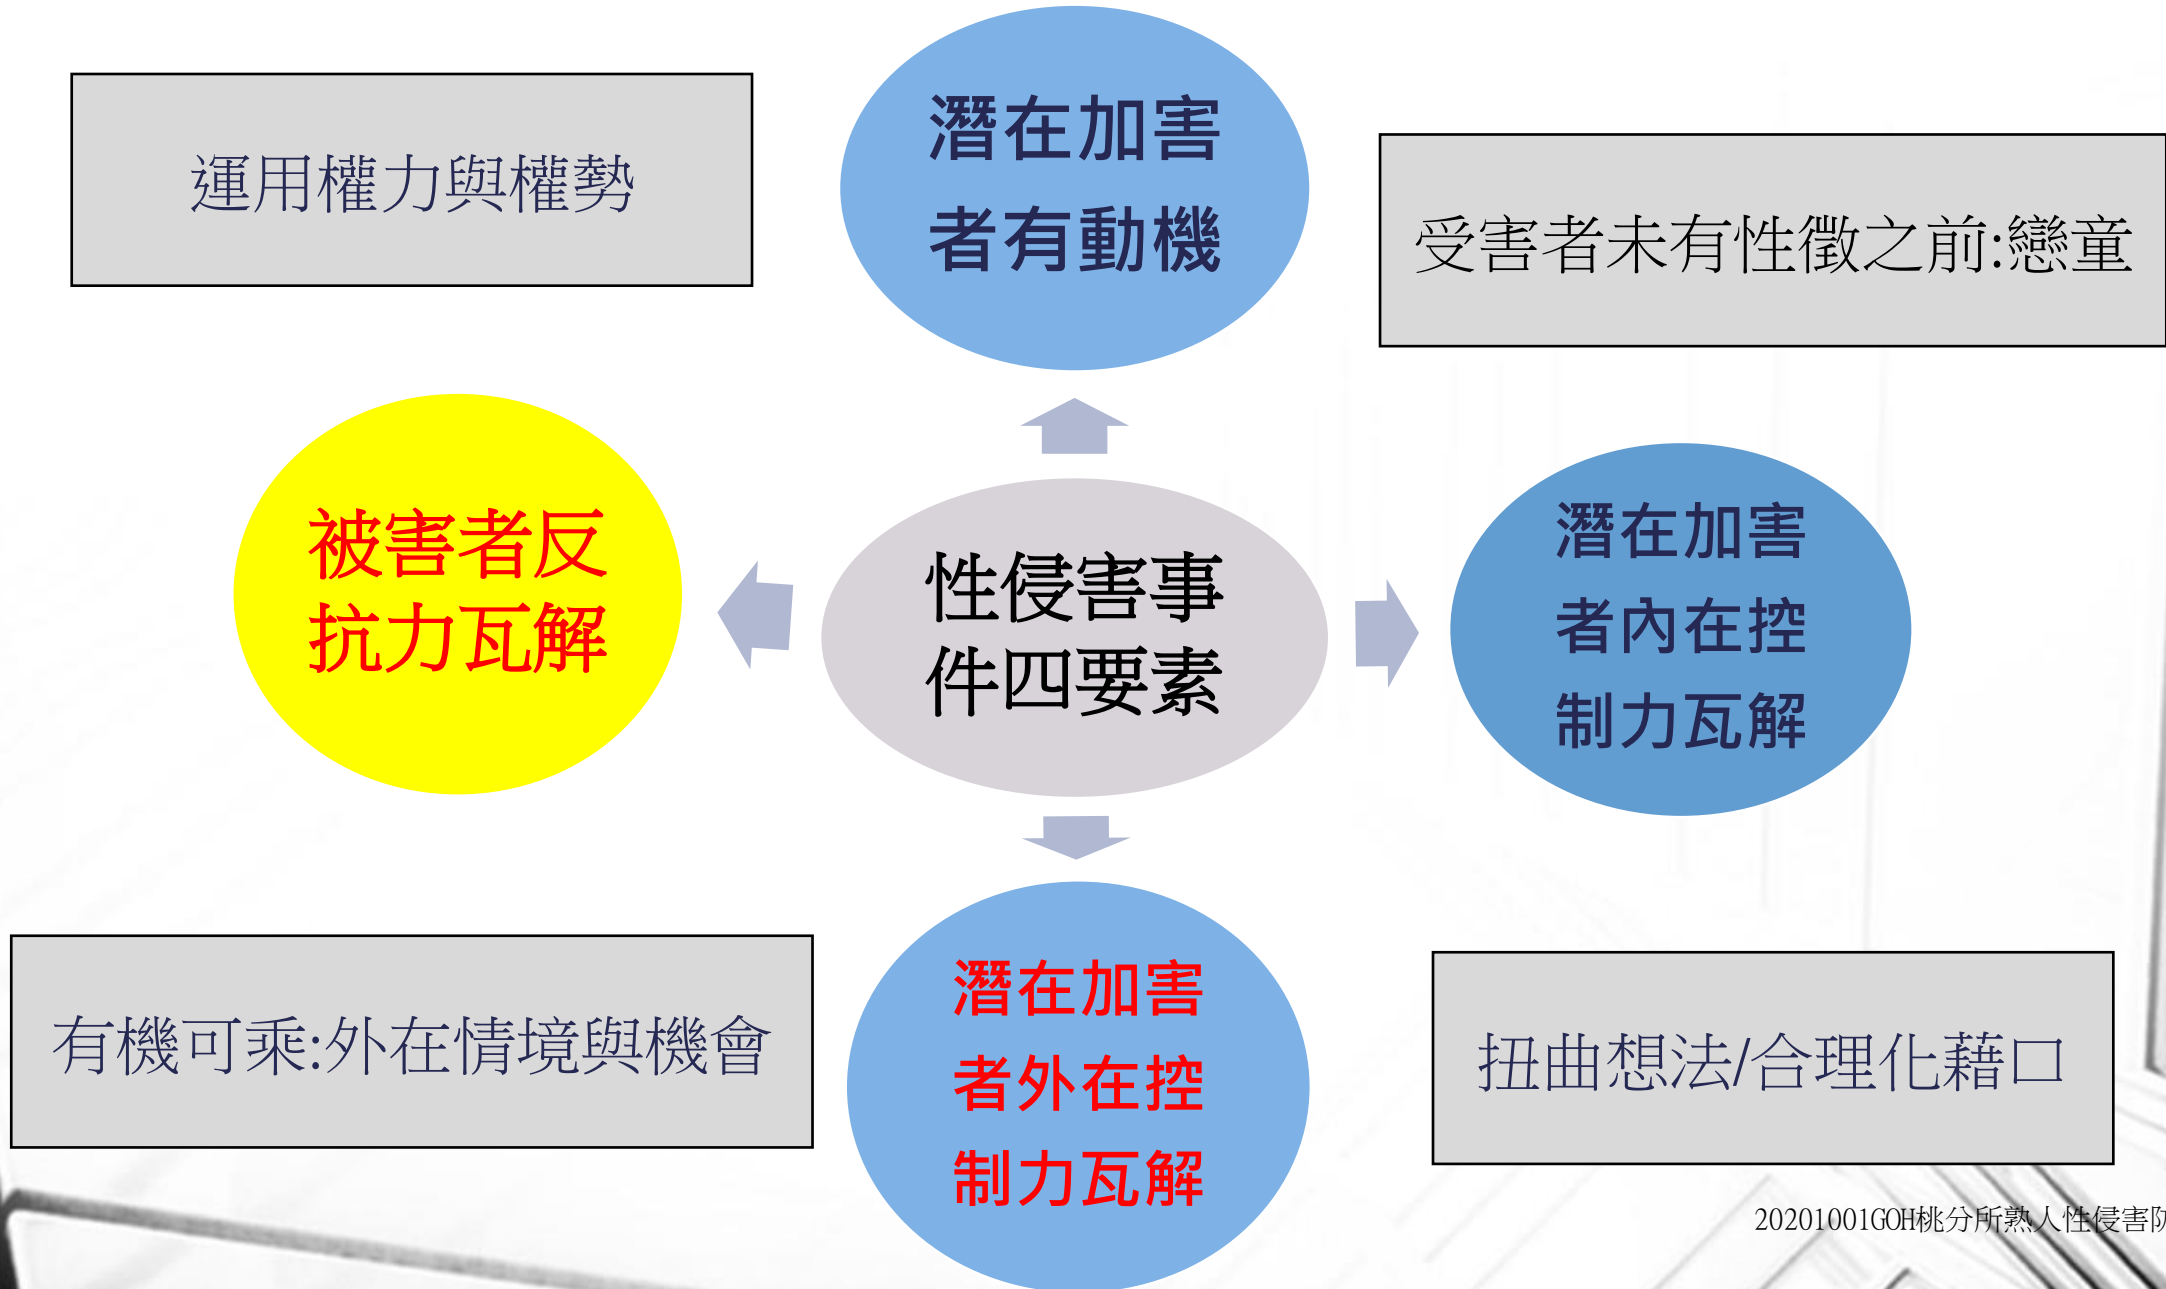 潛在加害
者有動機
運用權力與權勢
受害者未有性徵之前:戀童
被害者反
抗力瓦解
性侵害事
件四要素
潛在加害
者內在控
制力瓦解
潛在加害
者外在控
制力瓦解
有機可乘:外在情境與機會
扭曲想法/合理化藉口
20201001GOH桃分所熟人性侵害防